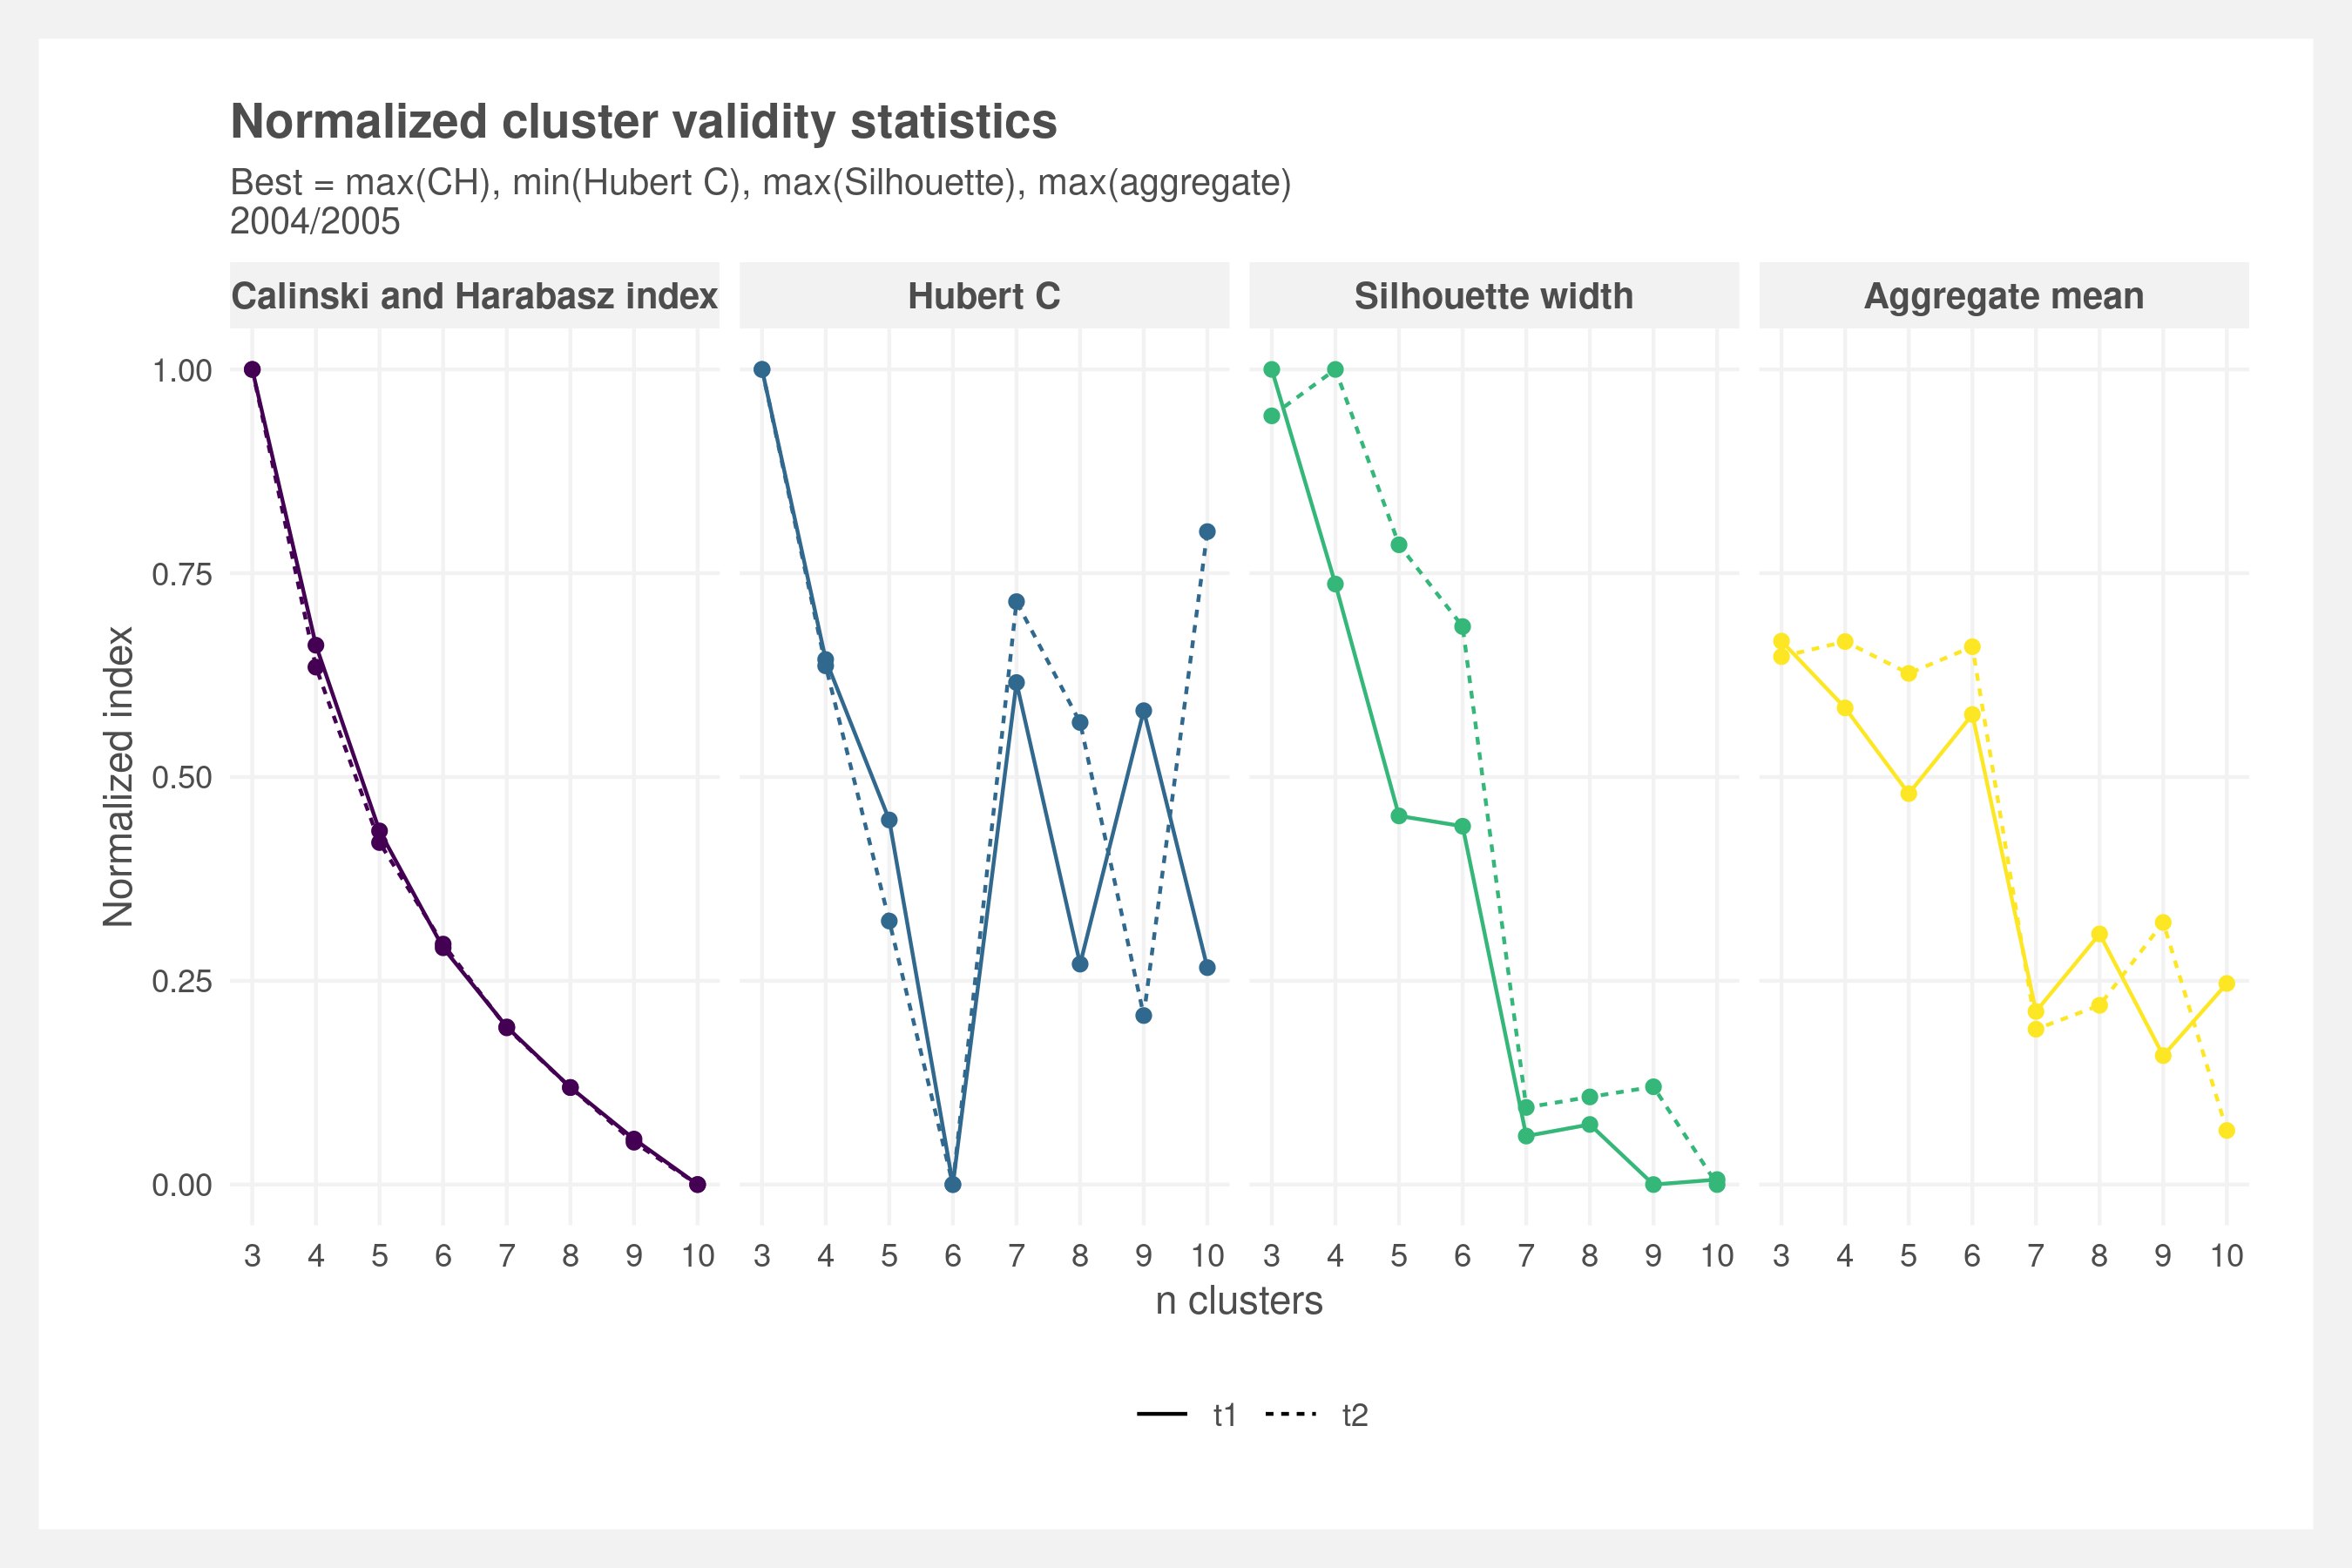 Normalized cluster validity statistics
Best = max(CH), min(Hubert C), max(Silhouette), max(aggregate)
2004/2005
Calinski and Harabasz index Hubert C Silhouette width Aggregate mean
Normalized index
1.00
0.75
0.50
0.25
0.00
3 4 5 6 7 8 9 10 3 4 5 6 7 8 9 10 3 4 5 6 7 8 9 10 3 4 5 6 7 8 9 10
n clusters
t1 t2